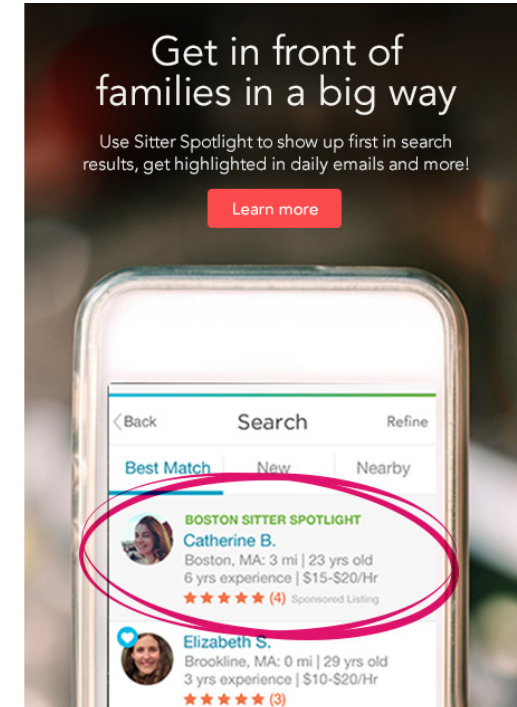 Get in front of
families in a big way
Use Sitter Spotlight to show up first in search
results, get highlighted in daily emails and more!
Learn more
Back Search Refine
Best Match New Nearby
BOSTON SITTER SPOTLIGHT
Catherine B.
Boston, MA: 3 mi | 23 yrs old
6 yrs experience | $15-$20/Hr
(4) Sponsored Listing
Elizabeth S.
Brookline, MA: 0 mi | 29 yrs old
3 yrs experience | $10-$20/Hr
(3)